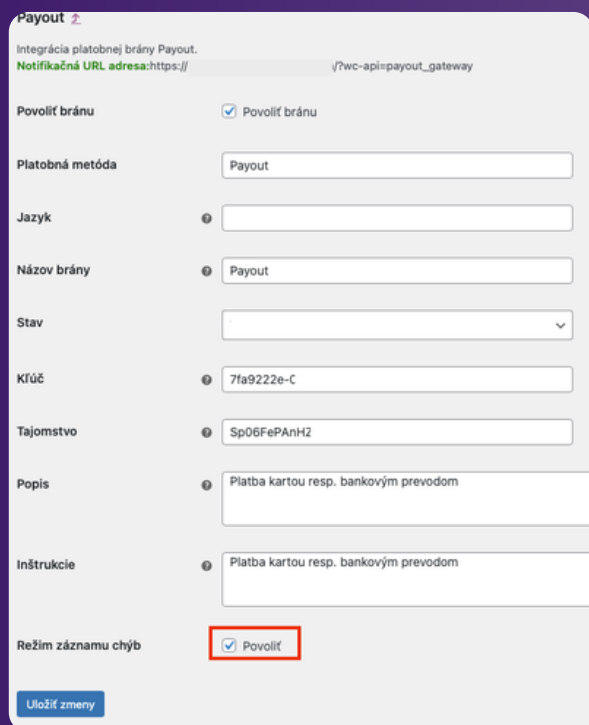 Payout
Integrácia platobnej brány Payout.
Notifikačná URL adresa:https:// /?wc-api=payout_gateway
Povoliť bránu
Povoliť bránu
Platobná metóda
Payout
Jazyk
Názov brány
Payout
Stav
Kľúč
7fa9222e-C
Tajomstvo
Sp06FePAnH2
Popis
Platba kartou resp. bankovým prevodom
Inštrukcie
Platba kartou resp. bankovým prevodom
Režim záznamu chýb
Povoliť
Uložiť zmeny